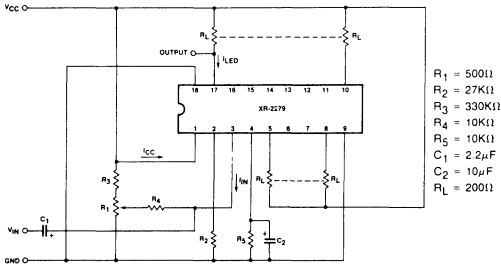 VCC
RL
RL
OUTPUT
ILED
18 17 16 15 14 13 12 11 10
XR-2279
1 2 3 4 5 6 7 8 9
ICC
IIN
R3
R4
R1
RL
RL
C1
VIN
+
R2
R5
+
C2
GND
R1 = 500Ω
R2 = 27KΩ
R3 = 330KΩ
R4 = 10KΩ
R5 = 10KΩ
C1 = 2.2μF
C2 = 10μF
RL = 200Ω